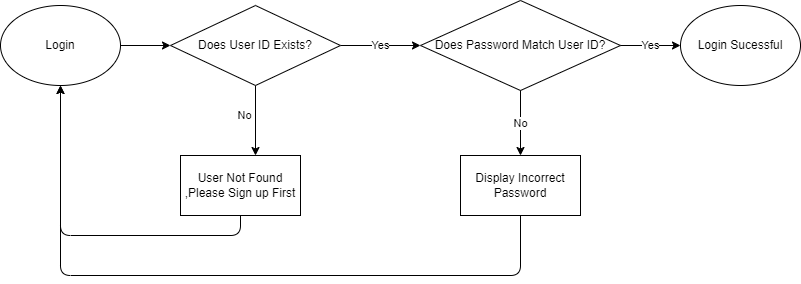 Login
Does User ID Exists?
Yes
Does Password Match User ID?
Yes
Login Sucessful
No
No
User Not Found
,Please Sign up First
Display Incorrect
Password